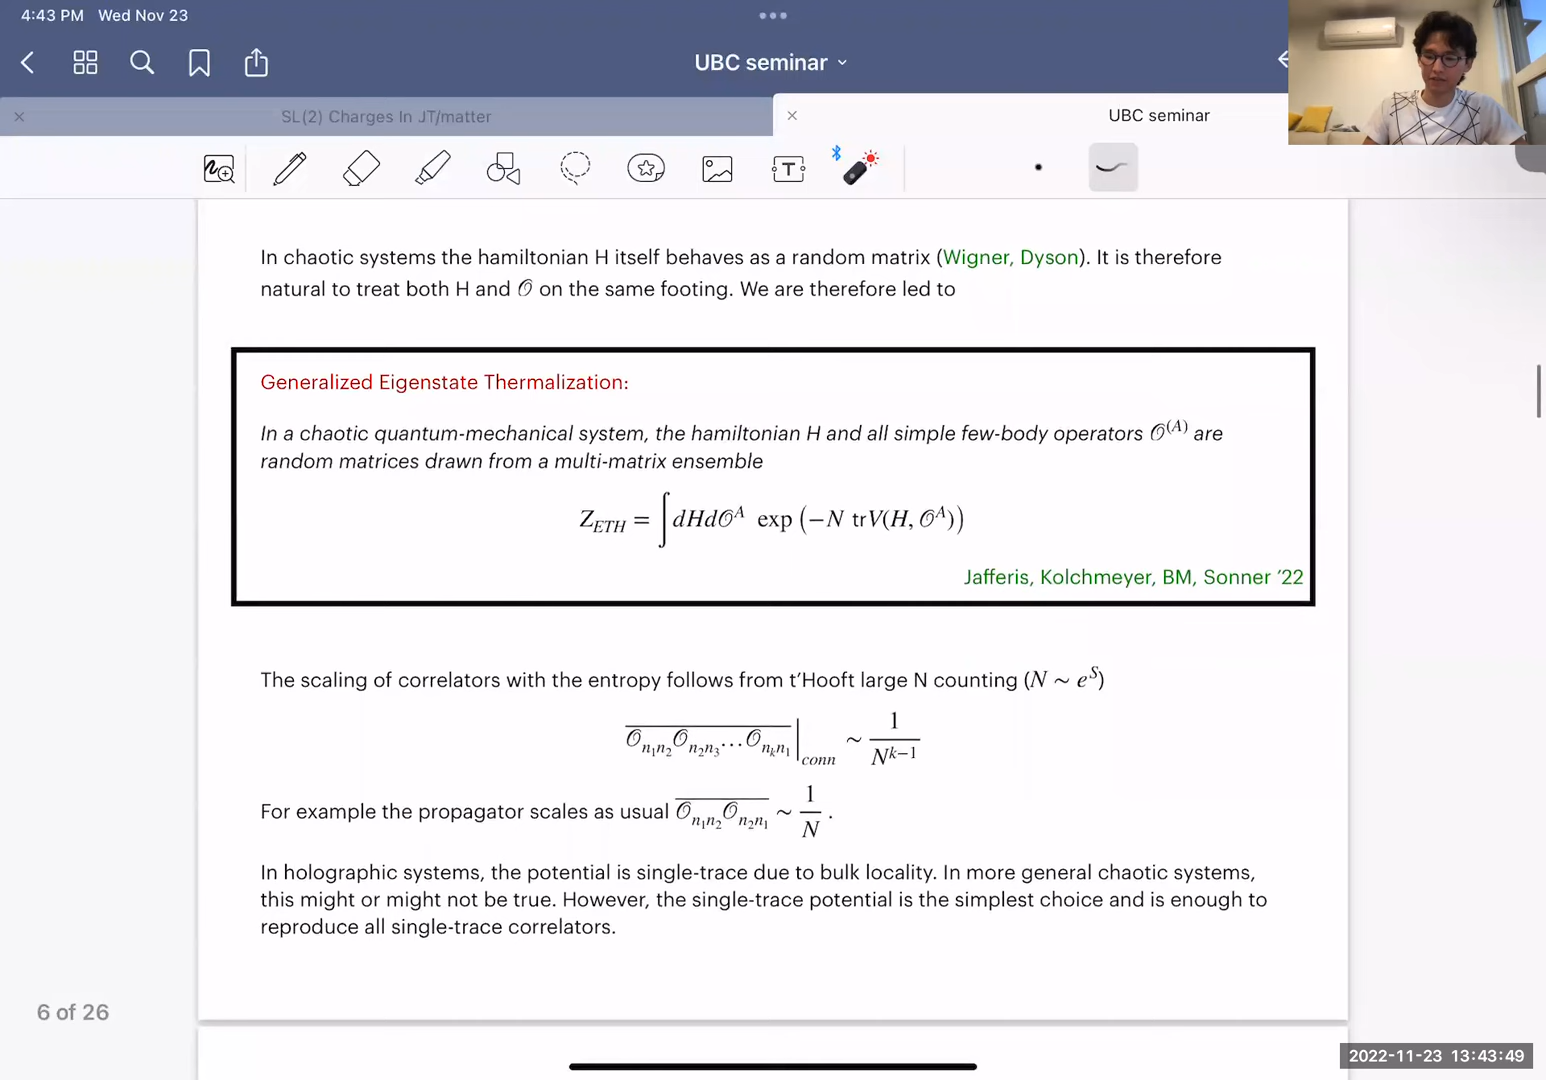 4:43 PM Wed Nov 23
UBC seminar
SL(2) Charges In JT/matter
UBC seminar
In chaotic systems the hamiltonian H itself behaves as a random matrix (Wigner, Dyson). It is therefore
natural to treat both H and 𝒪 on the same footing. We are therefore led to
Generalized Eigenstate Thermalization:
In a chaotic quantum-mechanical system, the hamiltonian H and all simple few-body operators 𝒪^(A) are
random matrices drawn from a multi-matrix ensemble
Z_ETH = ∫ dHd𝒪^A exp (−N trV(H, 𝒪^A))
Jafferis, Kolchmeyer, BM, Sonner ’22
The scaling of correlators with the entropy follows from t’Hooft large N counting (N ∼ e^S)
\overline{𝒪_{n_1n_2}𝒪_{n_2n_3}⋯𝒪_{n_kn_1}}|_{conn} ∼ 1/N^{k−1}
For example the propagator scales as usual \overline{𝒪_{n_1n_2}𝒪_{n_2n_1}} ∼ 1/N .
In holographic systems, the potential is single-trace due to bulk locality. In more general chaotic systems,
this might or might not be true. However, the single-trace potential is the simplest choice and is enough to
reproduce all single-trace correlators.
6 of 26
2022-11-23 13:43:49